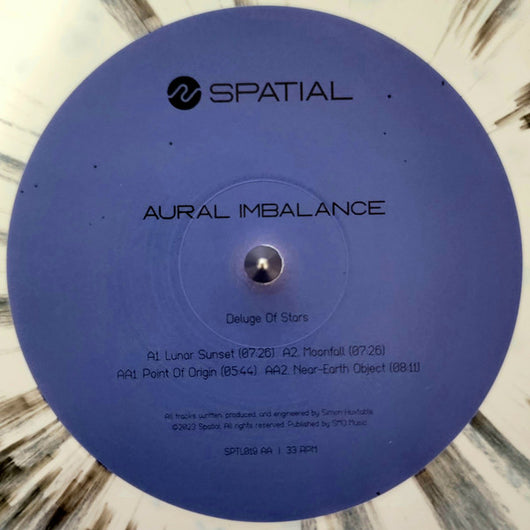 SPATIAL
AURAL IMBALANCE
Deluge Of Stars
A1. Lunar Sunset (07:26) A2. Moonfall (07:26)
AA1. Point Of Origin (05:44) AA2. Near-Earth Object (08:11)
All tracks written, produced, and engineered by Simon Huxtable
©2023 Spatial. All rights reserved. Published by SMD Music
SPTL019 AA | 33 RPM